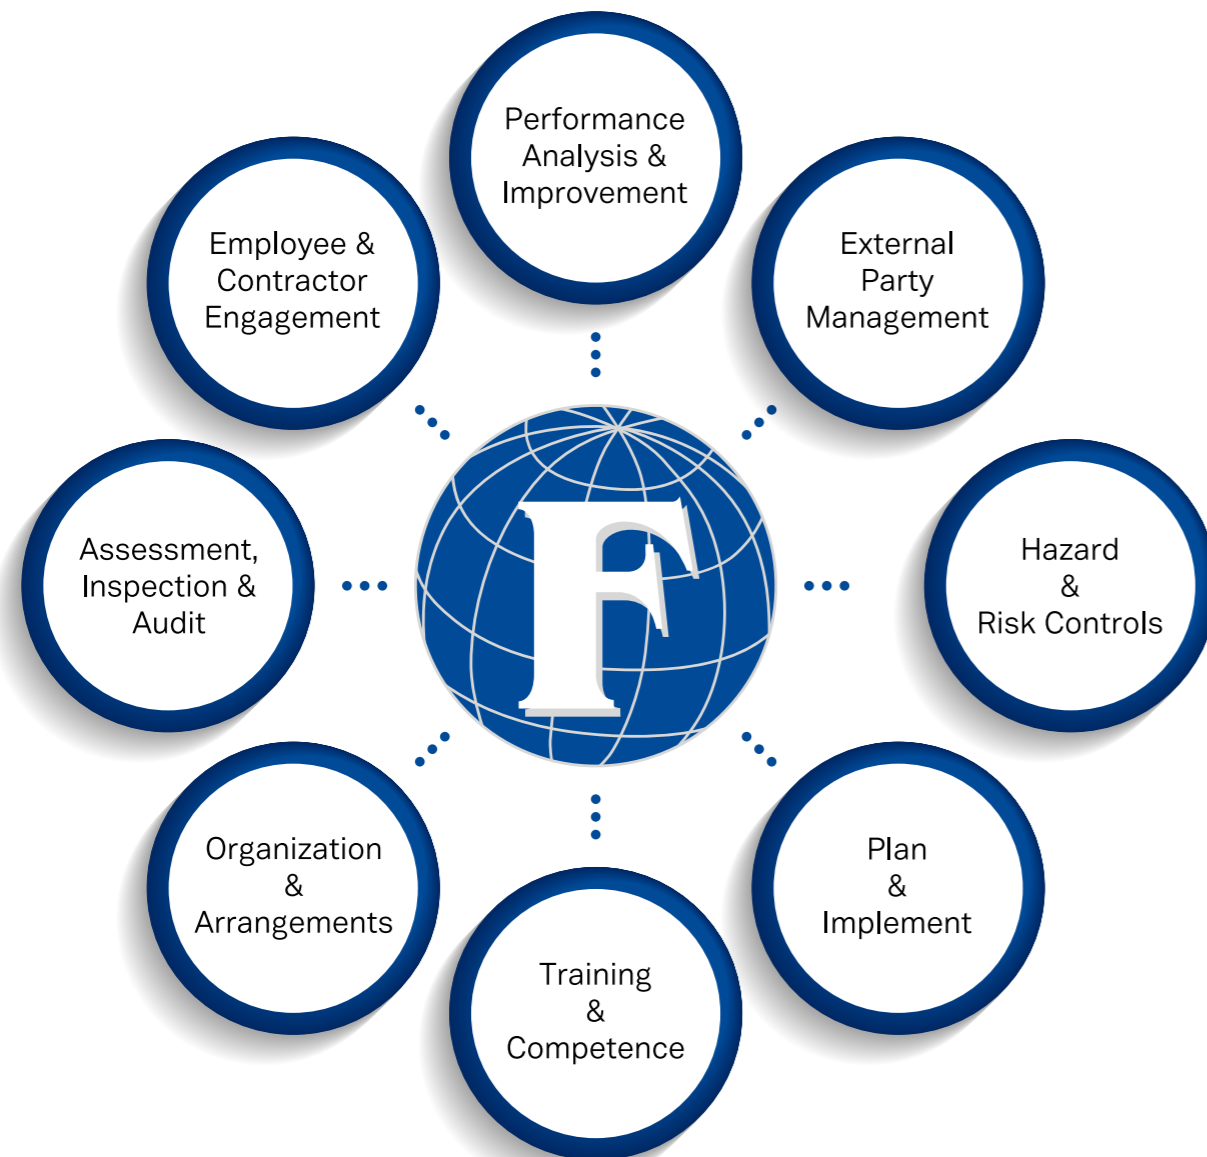 Performance
Analysis &
Improvement
External
Party
Management
Hazard
&
Risk Controls
Plan
&
Implement
Training
&
Competence
Organization
&
Arrangements
Assessment,
Inspection &
Audit
Employee &
Contractor
Engagement
F